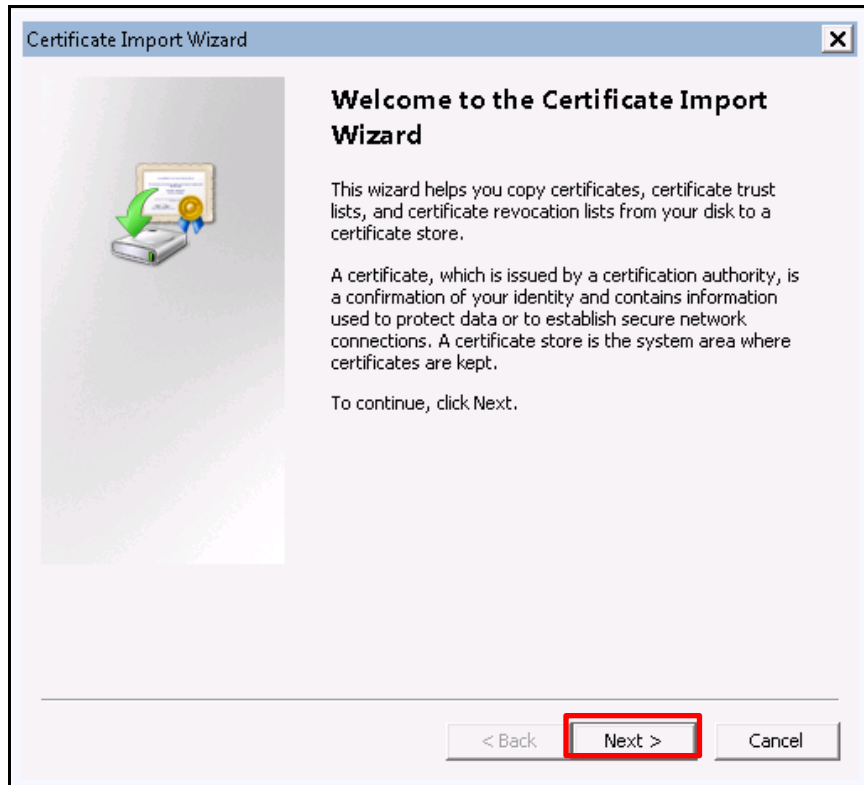 Certificate Import Wizard
Welcome to the Certificate Import
Wizard
This wizard helps you copy certificates, certificate trust
lists, and certificate revocation lists from your disk to a
certificate store.
A certificate, which is issued by a certification authority, is
a confirmation of your identity and contains information
used to protect data or to establish secure network
connections. A certificate store is the system area where
certificates are kept.
To continue, click Next.
< Back Next > Cancel